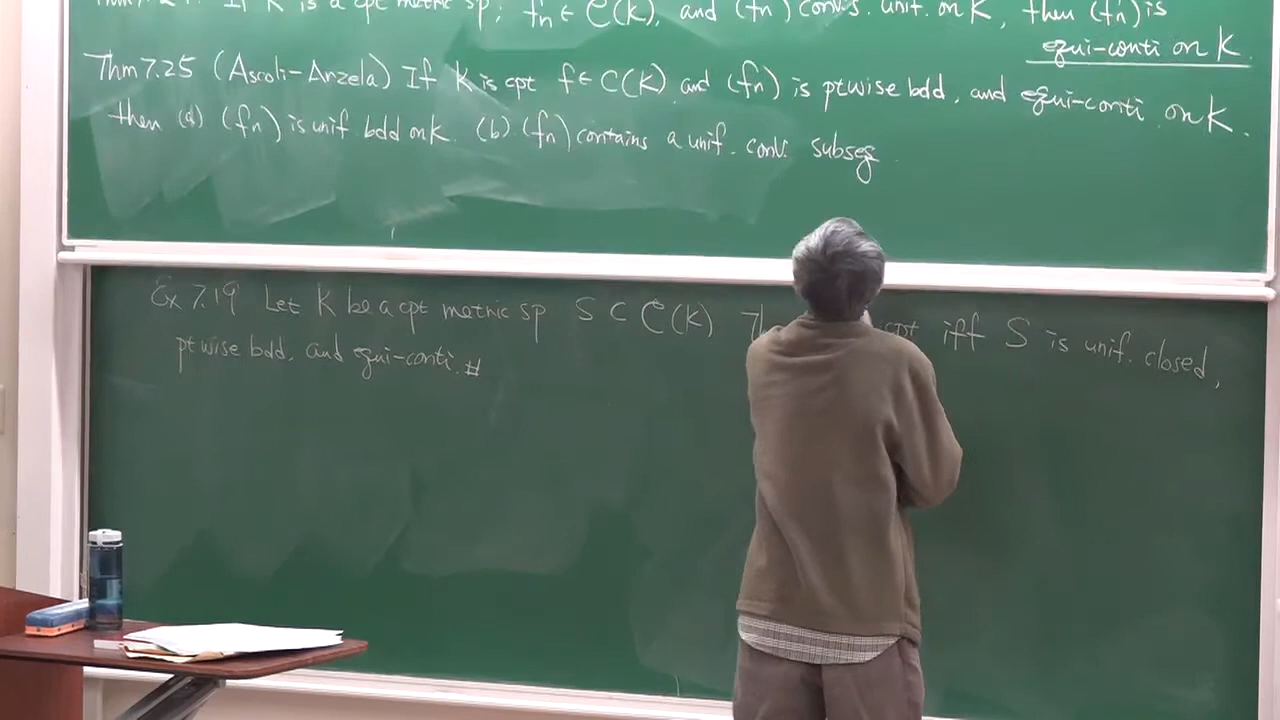 If K is a cpt metric sp, fn ∈ C(K), and (fn) conv.s. unif. on K, then (fn) is
equi-conti on K.
Thm 7.25 (Ascoli-Arzela) If K is cpt f ∈ C(K) and (fn) is ptwise bdd, and equi-conti on K.
then (a) (fn) is unif bdd on K. (b) (fn) contains a unif. conv. subseq
Ex 7.19 Let K be a cpt metric sp S ⊂ C(K) cpt iff S is unif. closed,
ptwise bdd, and equi-conti. #